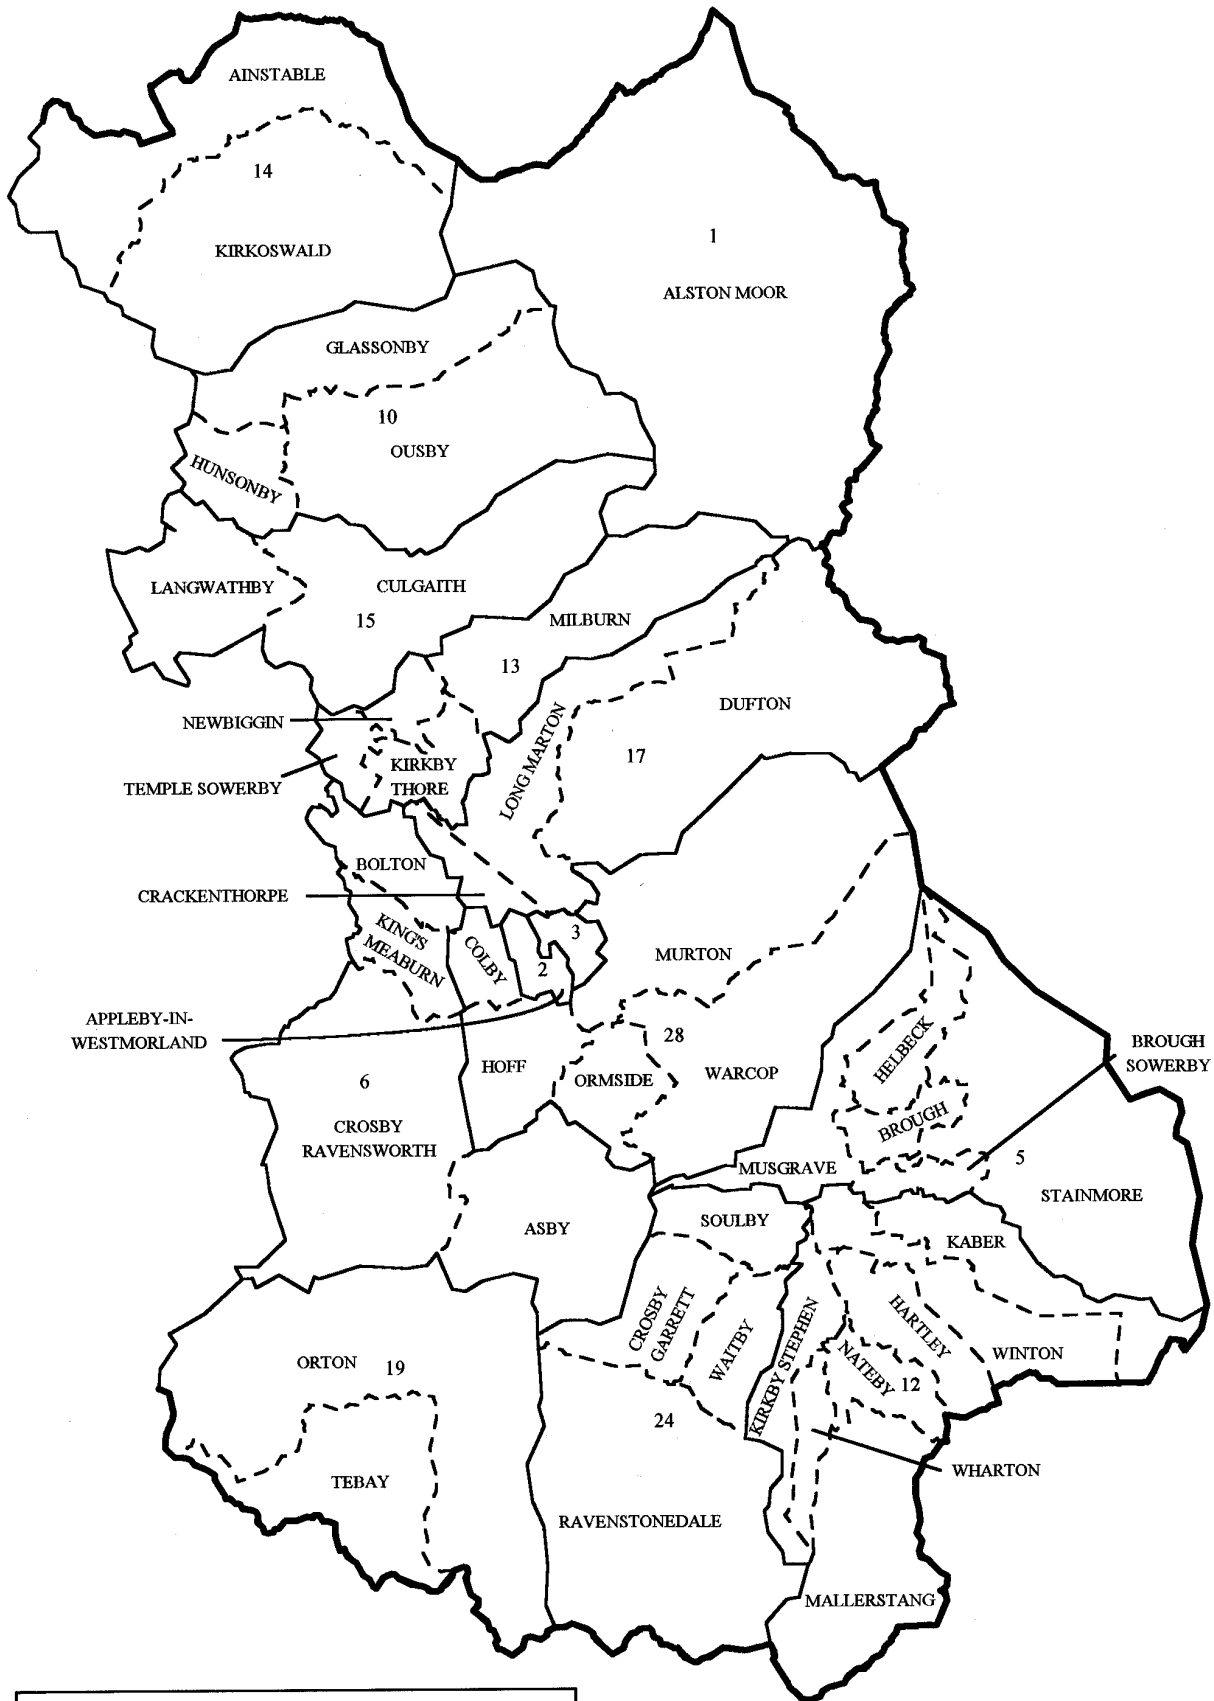 AINSTABLE
14
KIRKOSWALD
1
ALSTON MOOR
GLASSONBY
10
OUSBY
HUNSONBY
LANGWATHBY
CULGAITH
15
MILBURN
13
NEWBIGGIN
DUFTON
LONG MARTON
17
TEMPLE SOWERBY
KIRKBY
THORE
BOLTON
CRACKENTHORPE
KING'S
MEABURN
COLBY
3
2
MURTON
APPLEBY-IN-
WESTMORLAND
28
HOFF
ORMSIDE
WARCOP
HELBECK
BROUGH
SOWERBY
6
CROSBY
RAVENSWORTH
BROUGH
MUSGRAVE
5
STAINMORE
ASBY
SOULBY
KABER
CROSBY
GARRETT
WAITBY
KIRKBY STEPHEN
HARTLEY
NATEBY
12
WINTON
ORTON
19
24
WHARTON
TEBAY
RAVENSTONEDALE
MALLERSTANG